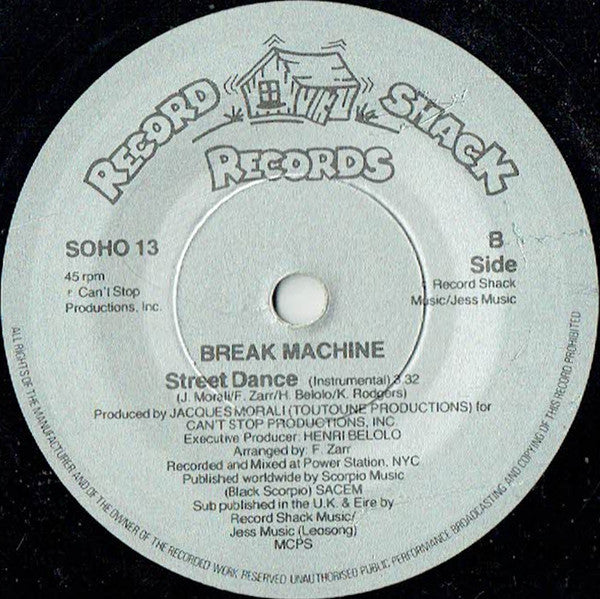 RECORD SHACK
RECORDS
SOHO 13
B
Side
45 rpm
Can't Stop
Productions, Inc.
Record Shack
Music/Jess Music
BREAK MACHINE
Street Dance (Instrumental) 3.32
(J. Morali/F. Zarr/H. Belolo/K. Rodgers)
Produced by JACQUES MORALI (TOUTOUNE PRODUCTIONS) for
CAN'T STOP PRODUCTIONS, INC.
Executive Producer: HENRI BELOLO
Arranged by: F. Zarr
Recorded and Mixed at Power Station, NYC
Published worldwide by Scorpio Music
(Black Scorpio) SACEM
Sub published in the U.K. & Eire by
Record Shack Music/
Jess Music (Leosong)
MCPS
ALL RIGHTS OF THE MANUFACTURER AND OF THE OWNER OF THE RECORDED WORK RESERVED. UNAUTHORISED PUBLIC PERFORMANCE BROADCASTING AND COPYING OF THIS RECORD PROHIBITED